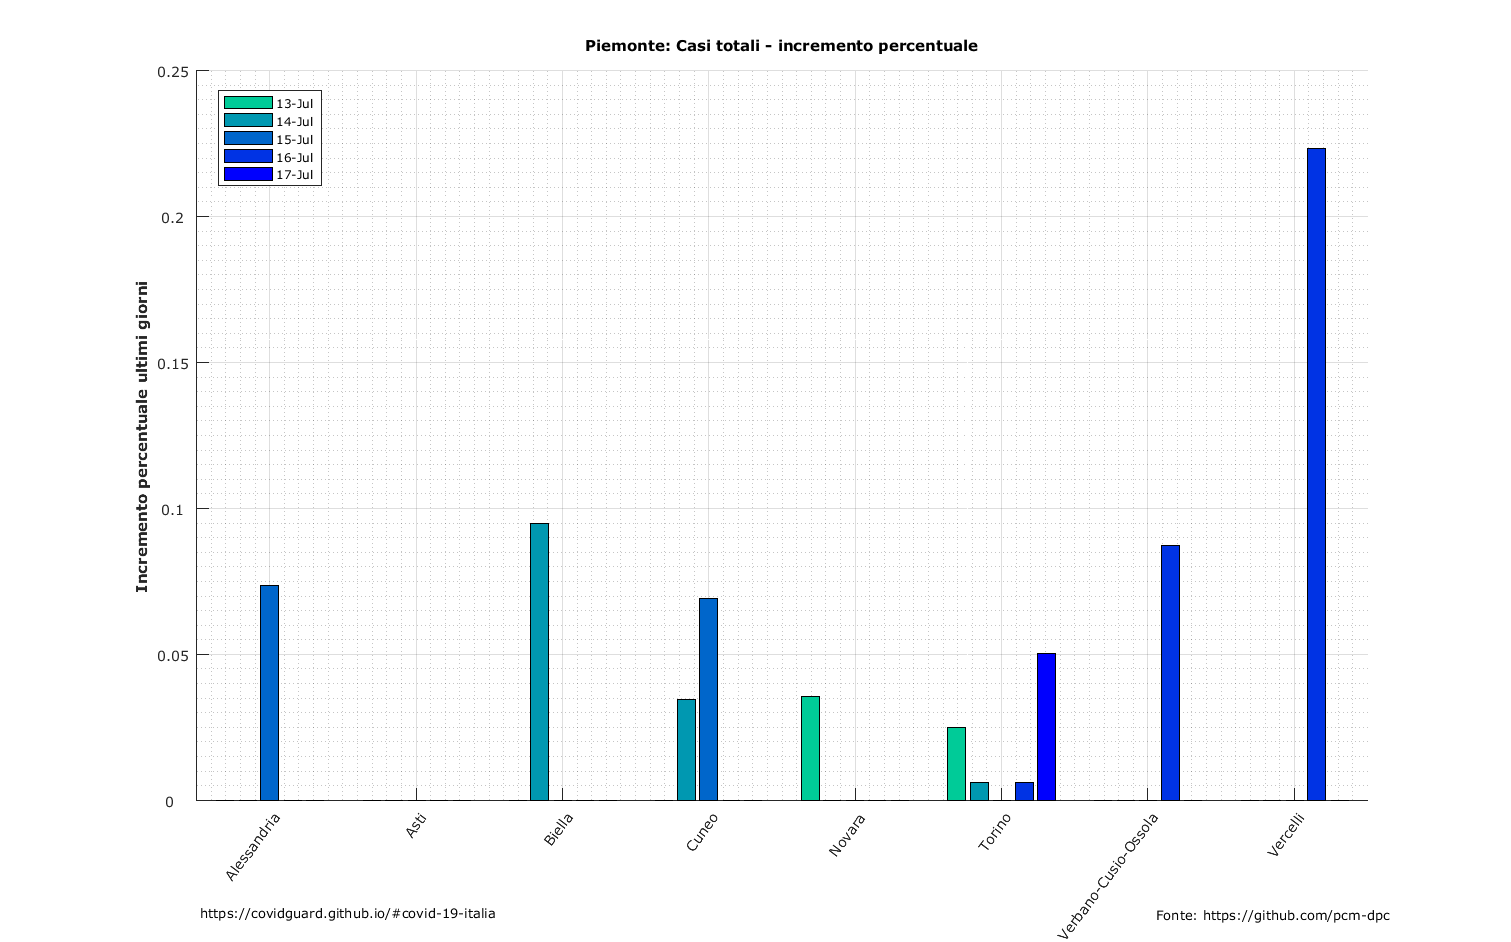 Piemonte: Casi totali - incremento percentuale
0.25
0.2
0.15
0.1
0.05
0
Incremento percentuale ultimi giorni
13-Jul
14-Jul
15-Jul
16-Jul
17-Jul
Alessandria
Asti
Biella
Cuneo
Novara
Torino
Verbano-Cusio-Ossola
Vercelli
https://covidguard.github.io/#covid-19-italia
Fonte: https://github.com/pcm-dpc